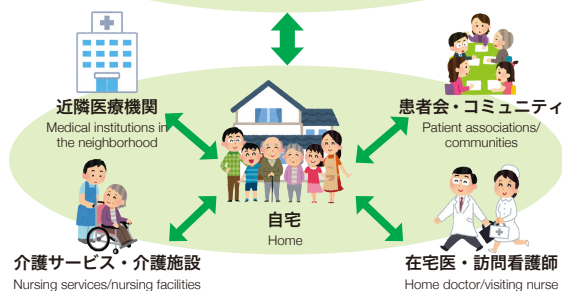 近隣医療機関
Medical institutions in
the neighborhood
患者会・コミュニティ
Patient associations/
communities
自宅
Home
介護サービス・介護施設
Nursing services/nursing facilities
在宅医・訪問看護師
Home doctor/visiting nurse